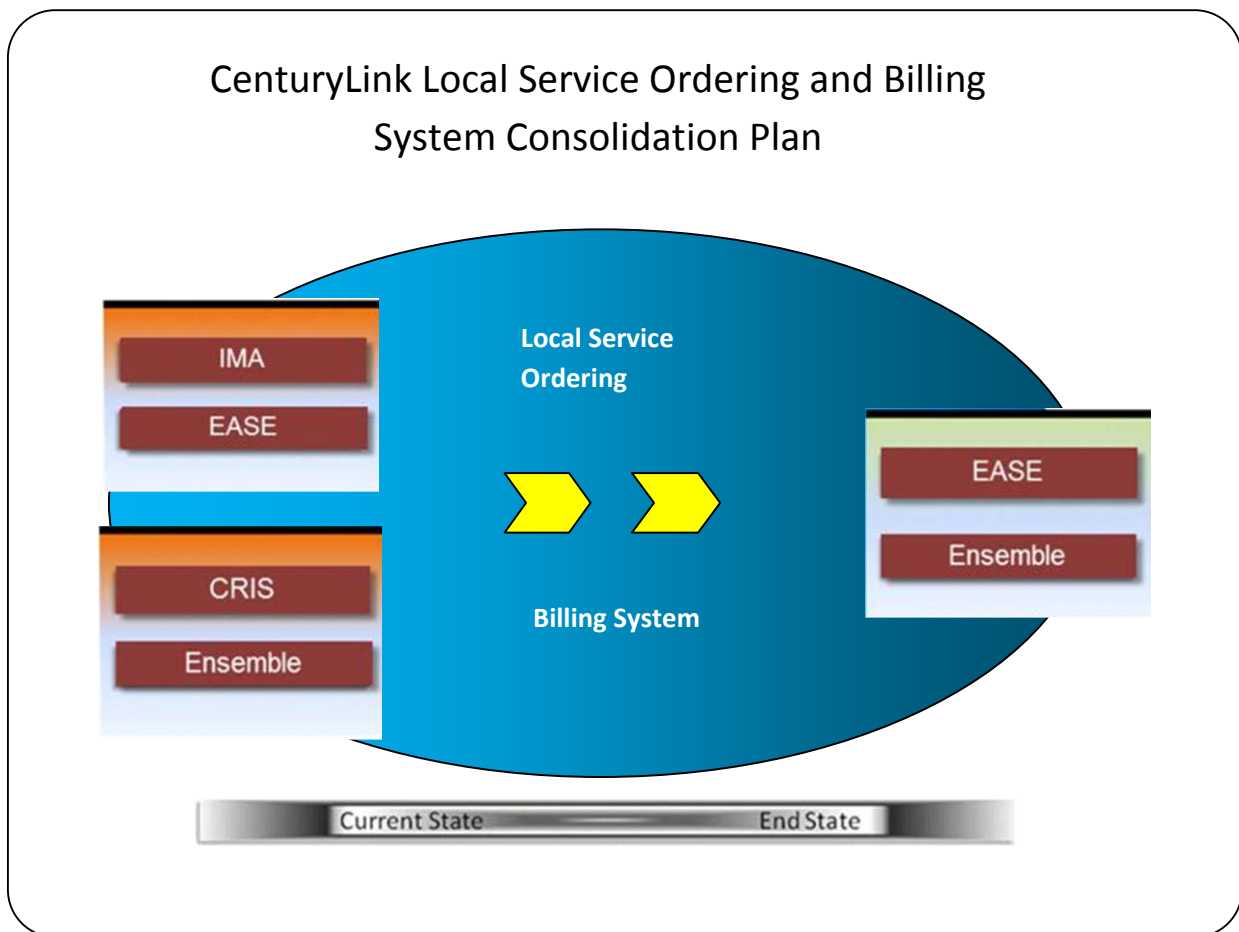 CenturyLink Local Service Ordering and Billing
System Consolidation Plan
IMA
EASE
Local Service
Ordering
EASE
Ensemble
CRIS
Ensemble
Billing System
Current State
End State